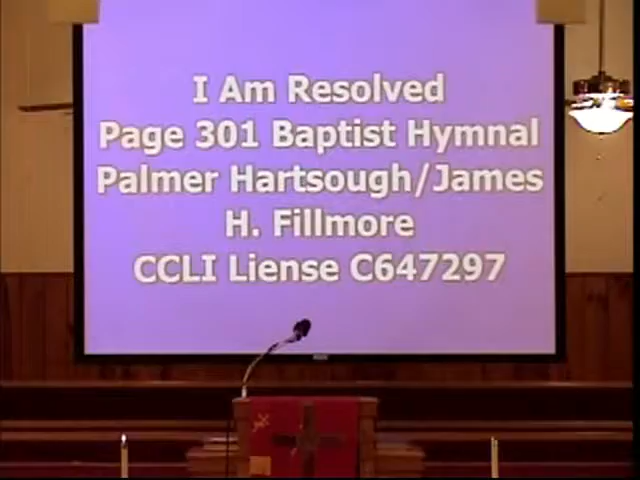 I Am Resolved
Page 301 Baptist Hymnal
Palmer Hartsough/James
H. Fillmore
CCLI Liense C647297